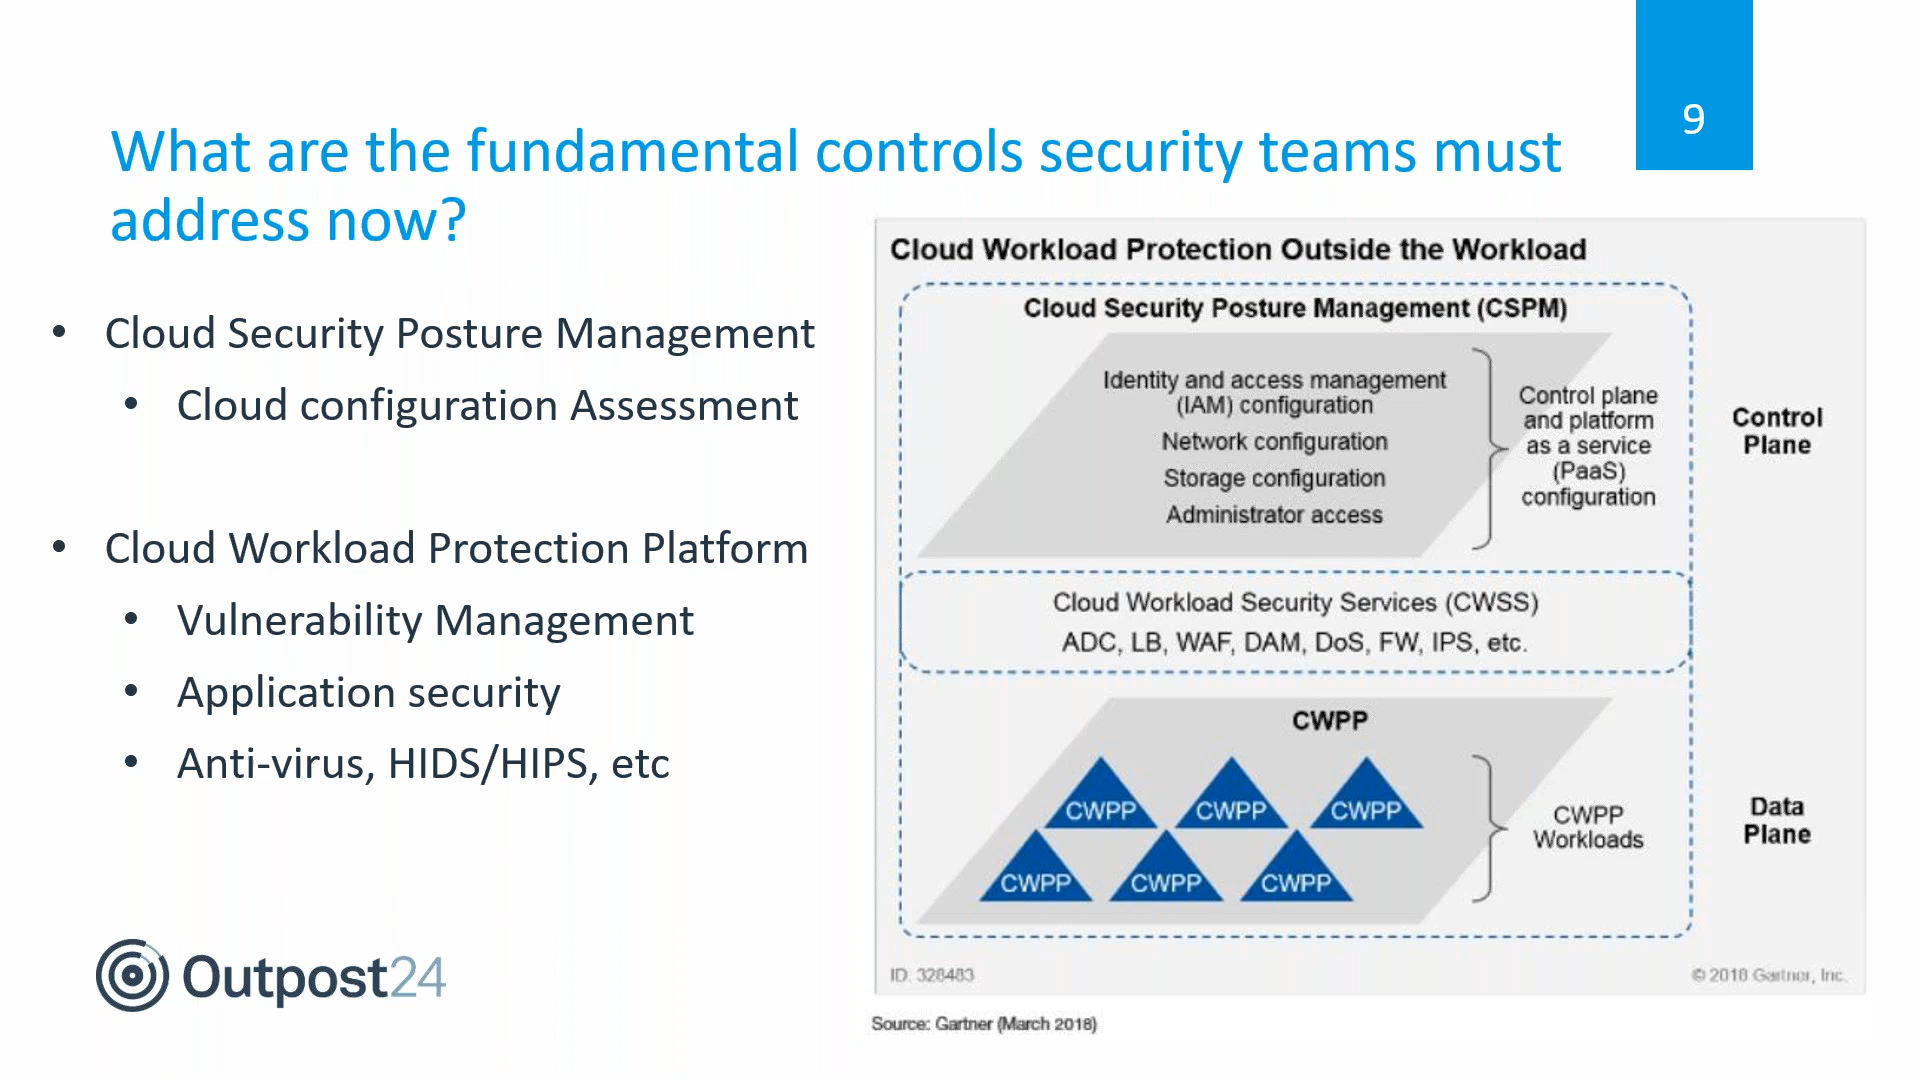 9
What are the fundamental controls security teams must
address now?
• Cloud Security Posture Management
• Cloud configuration Assessment
• Cloud Workload Protection Platform
• Vulnerability Management
• Application security
• Anti-virus, HIDS/HIPS, etc
Outpost24
Cloud Workload Protection Outside the Workload
Cloud Security Posture Management (CSPM)
Identity and access management
(IAM) configuration
Network configuration
Storage configuration
Administrator access
Control plane
and platform
as a service
(PaaS)
configuration
Control
Plane
Cloud Workload Security Services (CWSS)
ADC, LB, WAF, DAM, DoS, FW, IPS, etc.
CWPP
CWPP CWPP CWPP
CWPP CWPP CWPP
CWPP
Workloads
Data
Plane
ID: 328483
© 2018 Gartner, Inc.
Source: Gartner (March 2018)